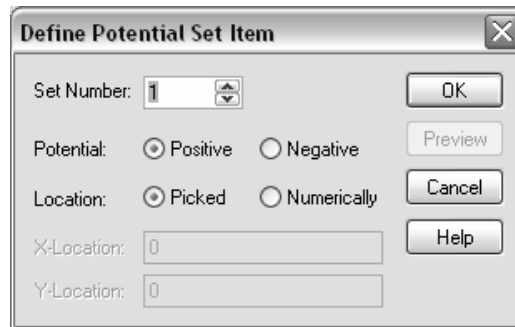 Define Potential Set Item
Set Number: 1
OK
Potential: Positive Negative
Preview
Location: Picked Numerically
Cancel
X-Location: 0
Help
Y-Location: 0